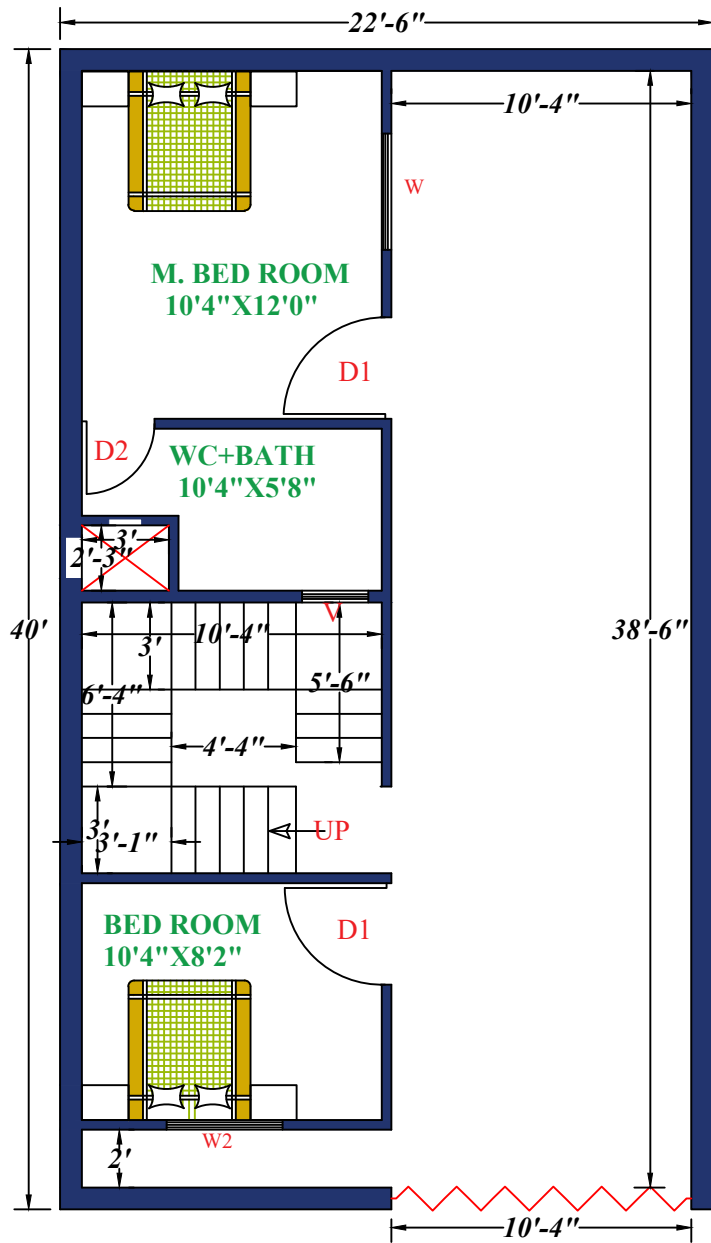 22'-6"
10'-4"
W
M. BED ROOM
10'4"X12'0"
D1
D2
WC+BATH
10'4"X5'8"
3'
2'-3"
V
40'
10'-4"
38'-6"
3'
6'-4"
5'-6"
4'-4"
UP
3'
3'-1"
BED ROOM
10'4"X8'2"
D1
W2
2'
10'-4"